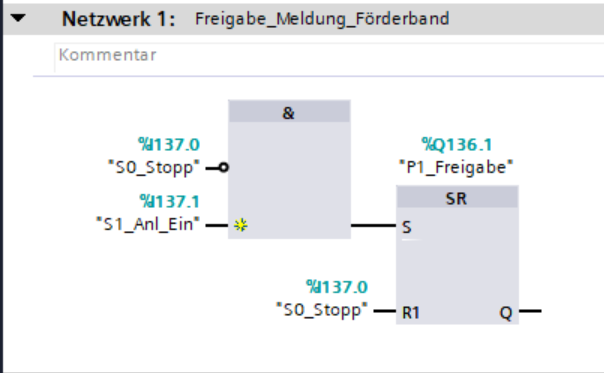 Netzwerk 1: Freigabe_Meldung_Förderband
Kommentar
&
%I137.0
"S0_Stopp"
%I137.1
"S1_Anl_Ein"
%Q136.1
"P1_Freigabe"
SR
S
%I137.0
"S0_Stopp"
R1 Q